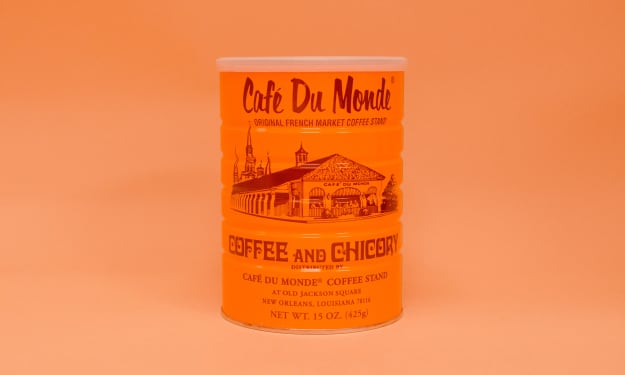 Café Du Monde®
ORIGINAL FRENCH MARKET COFFEE STAND
CAFE DU MONDE
COFFEE AND CHICORY
DISTRIBUTED BY
CAFÉ DU MONDE® COFFEE STAND
AT OLD JACKSON SQUARE
NEW ORLEANS, LOUISIANA 70116
NET WT. 15 OZ. (425g)